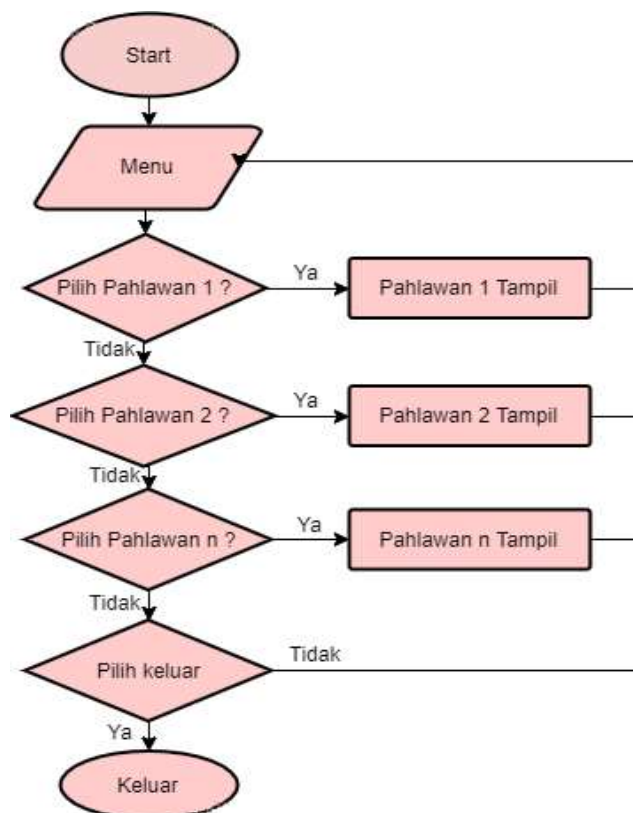 Start
Menu
Pilih Pahlawan 1 ?
Ya
Pahlawan 1 Tampil
Tidak
Pilih Pahlawan 2 ?
Ya
Pahlawan 2 Tampil
Tidak
Pilih Pahlawan n ?
Ya
Pahlawan n Tampil
Tidak
Pilih keluar
Tidak
Ya
Keluar